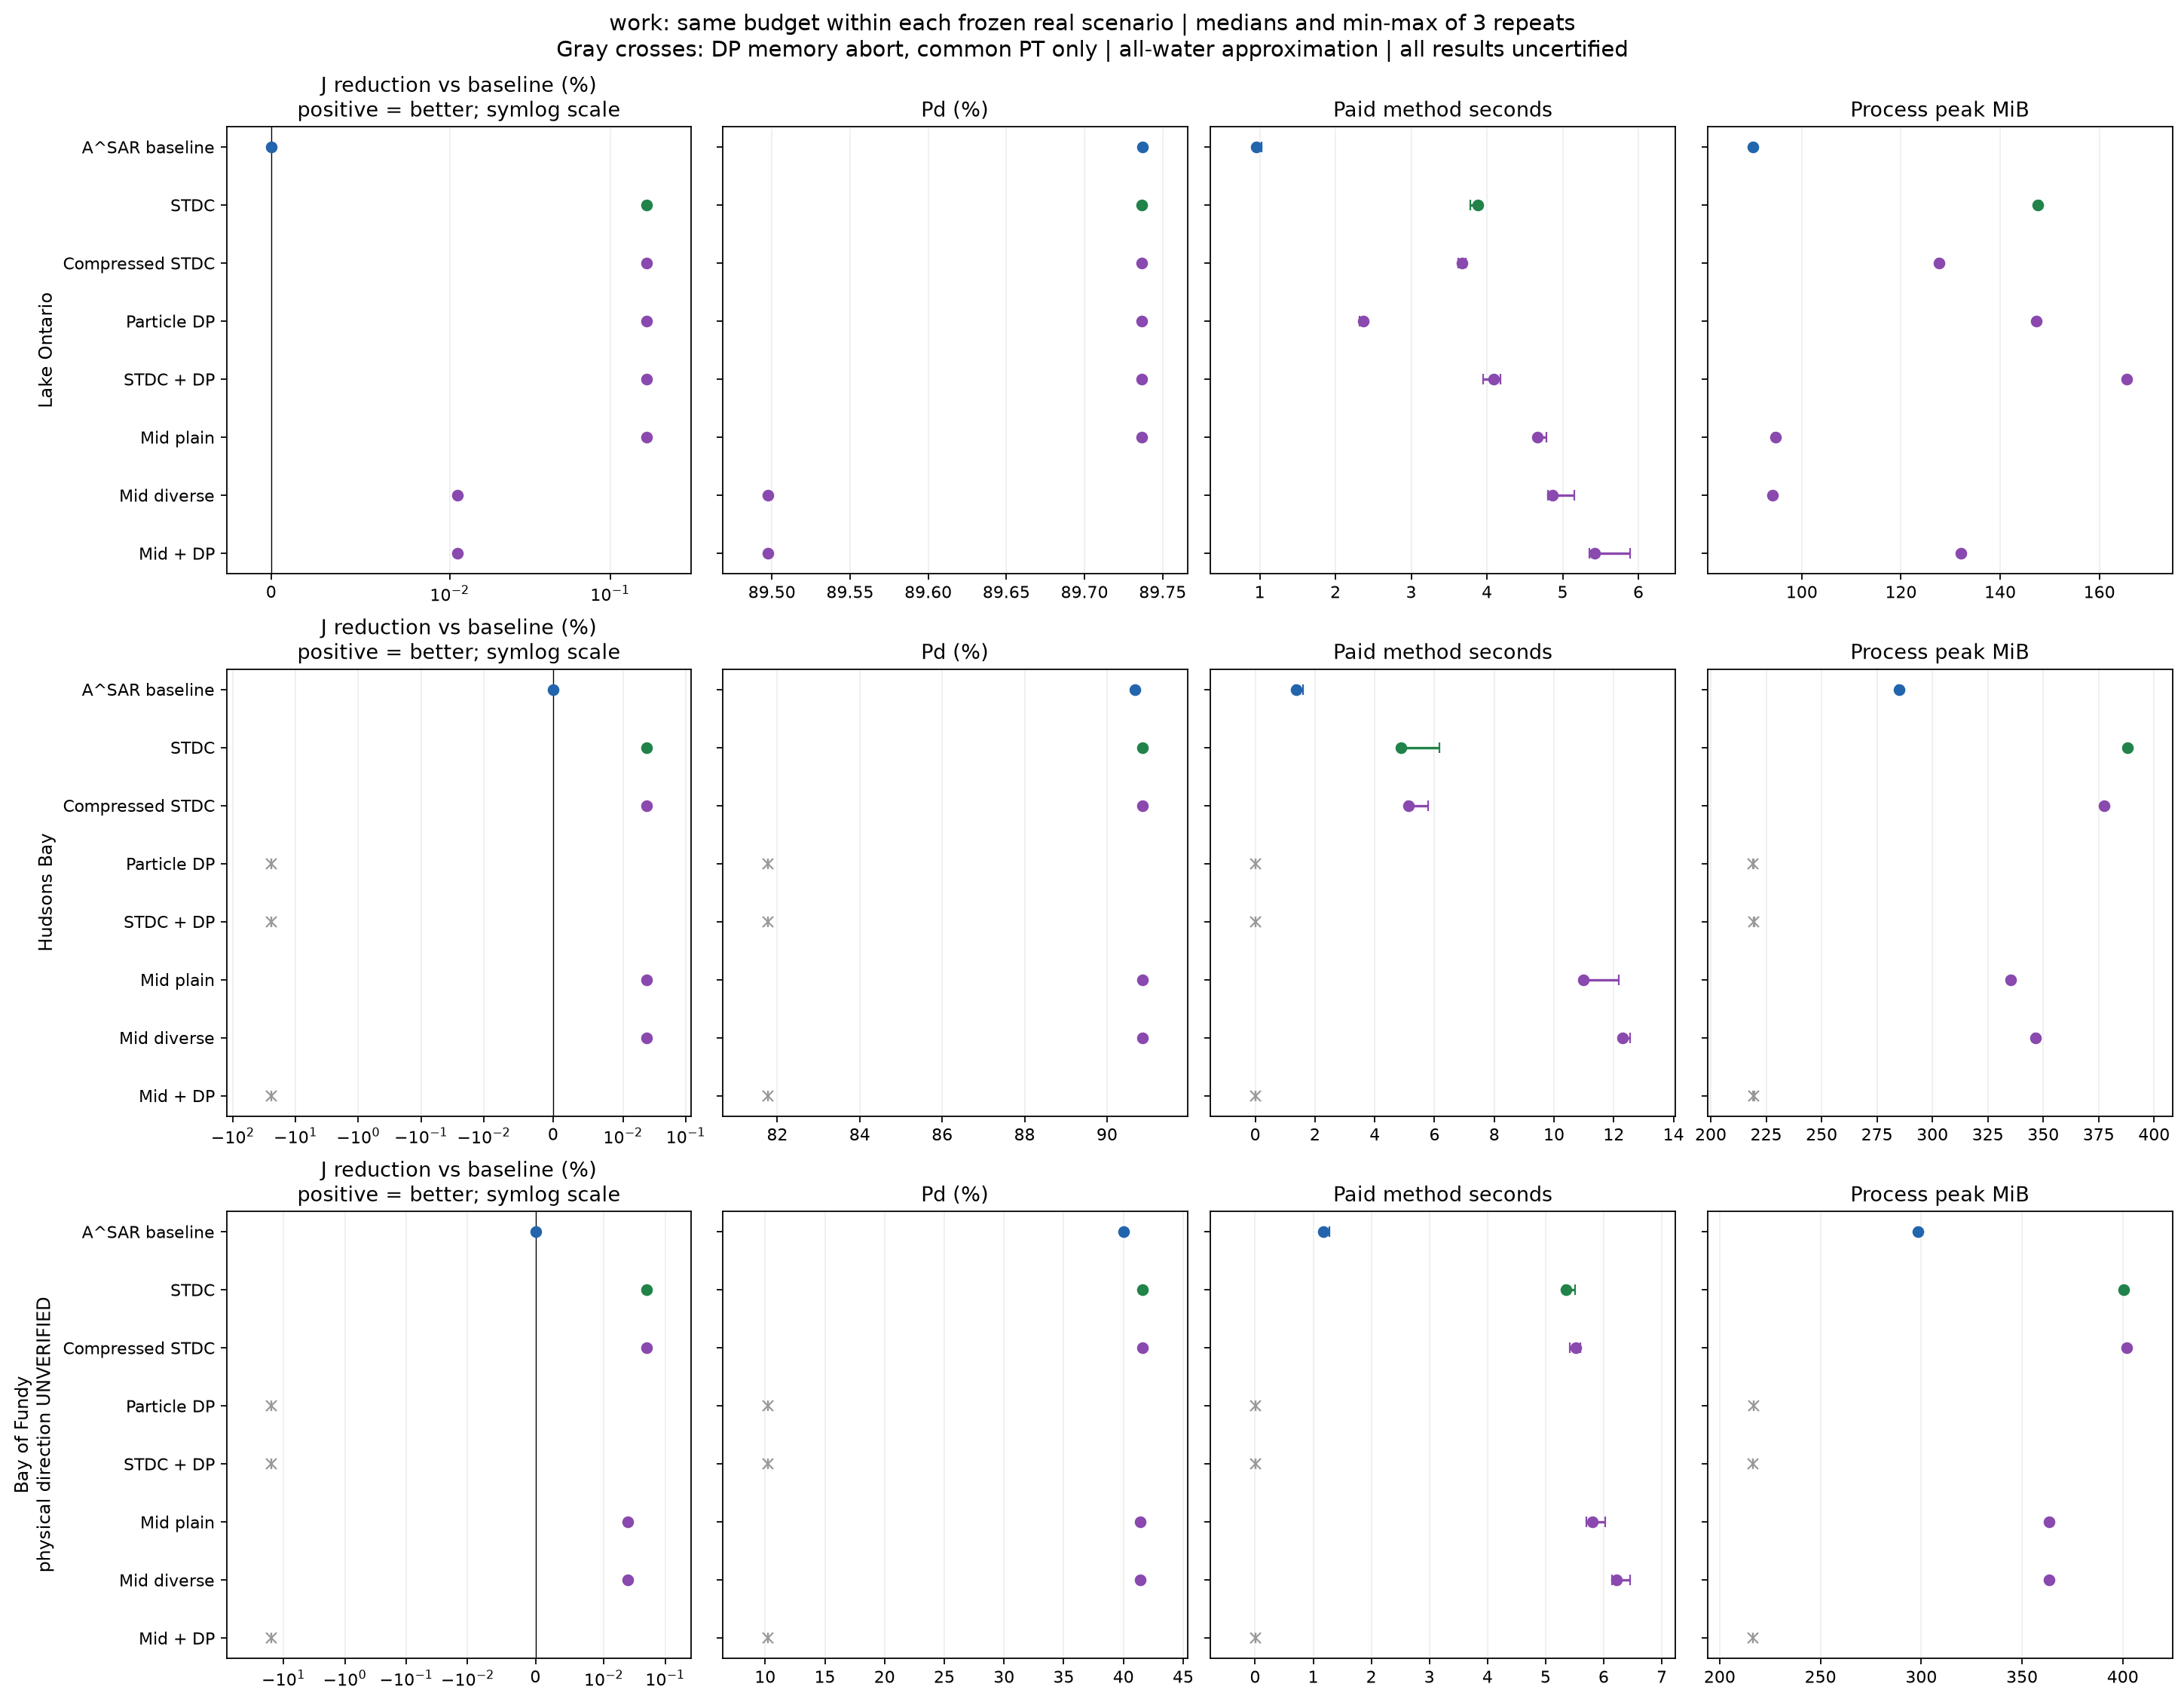 work: same budget within each frozen real scenario | medians and min-max of 3 repeats
Gray crosses: DP memory abort, common PT only | all-water approximation | all results uncertified
J reduction vs baseline (%)
positive = better; symlog scale
Pd (%)
Paid method seconds
Process peak MiB
Lake Ontario
A^SAR baseline
STDC
Compressed STDC
Particle DP
STDC + DP
Mid plain
Mid diverse
Mid + DP
0 10⁻² 10⁻¹
89.50 89.55 89.60 89.65 89.70 89.75
1 2 3 4 5 6
100 120 140 160
J reduction vs baseline (%)
positive = better; symlog scale
Pd (%)
Paid method seconds
Process peak MiB
Hudsons Bay
A^SAR baseline
STDC
Compressed STDC
Particle DP
STDC + DP
Mid plain
Mid diverse
Mid + DP
−10² −10¹ −10⁰ −10⁻¹ −10⁻² 0 10⁻² 10⁻¹
82 84 86 88 90
0 2 4 6 8 10 12 14
200 225 250 275 300 325 350 375 400
J reduction vs baseline (%)
positive = better; symlog scale
Pd (%)
Paid method seconds
Process peak MiB
Bay of Fundy
physical direction UNVERIFIED
A^SAR baseline
STDC
Compressed STDC
Particle DP
STDC + DP
Mid plain
Mid diverse
Mid + DP
−10¹ −10⁰ −10⁻¹ −10⁻² 0 10⁻² 10⁻¹
10 15 20 25 30 35 40 45
0 1 2 3 4 5 6 7
200 250 300 350 400